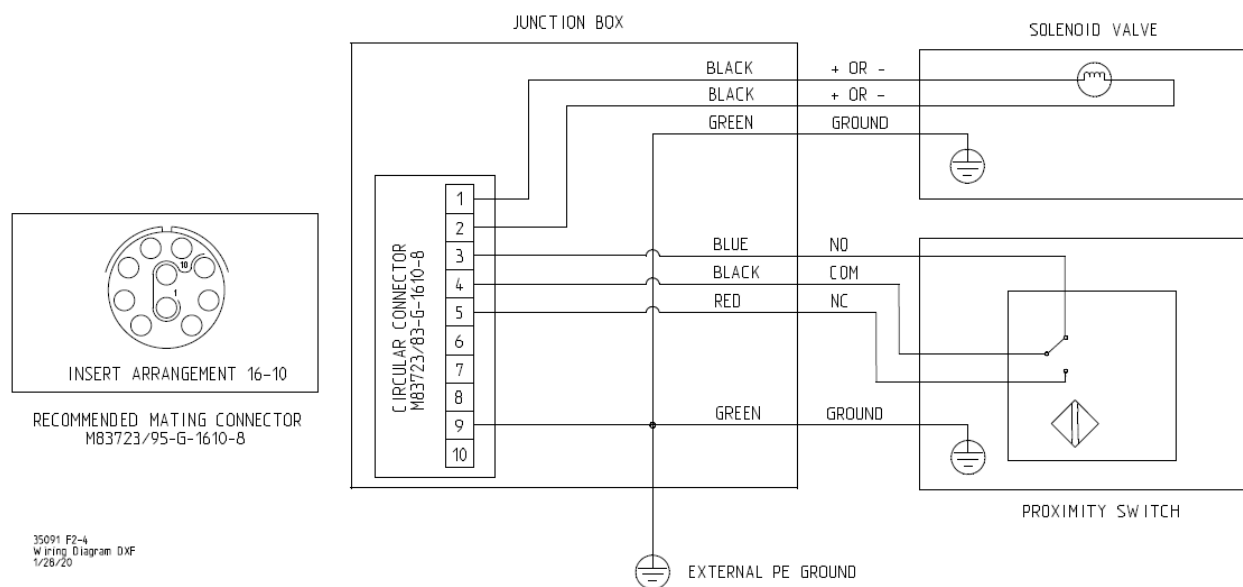 JUNCTION BOX
SOLENOID VALVE
BLACK + OR -
BLACK + OR -
GREEN GROUND
CIRCULAR CONNECTOR
M83723/83-G-1610-8
1
2
3
4
5
6
7
8
9
10
BLUE NO
BLACK COM
RED NC
GREEN GROUND
10
1
INSERT ARRANGEMENT 16-10
RECOMMENDED MATING CONNECTOR
M83723/95-G-1610-8
PROXIMITY SWITCH
EXTERNAL PE GROUND
35091 F2-4
Wiring Diagram DXF
1/28/20